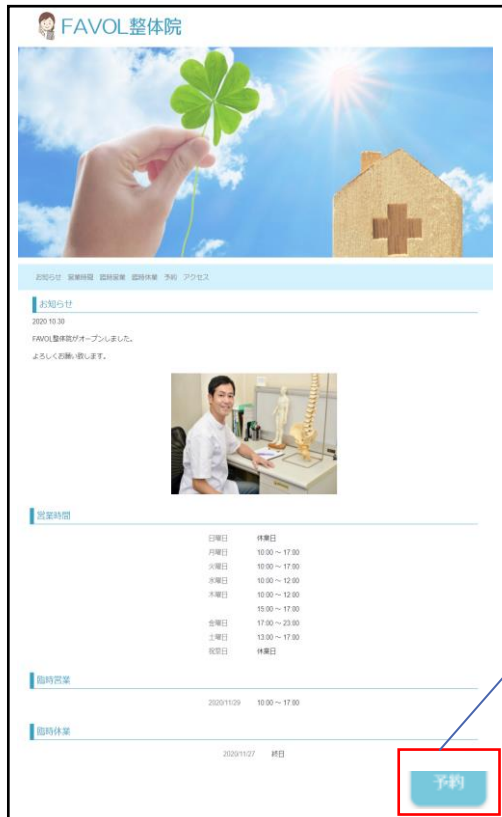 FAVOL整体院
お知らせ 営業時間 臨時営業 臨時休業 予約 アクセス
お知らせ
2020.10.30
FAVOL整体院がオープンしました。
よろしくお願い致します。
営業時間
日曜日 休業日
月曜日 10:00 ～ 17:00
火曜日 10:00 ～ 17:00
水曜日 10:00 ～ 12:00
木曜日 10:00 ～ 12:00
15:00 ～ 17:00
金曜日 17:00 ～ 23:00
土曜日 13:00 ～ 17:00
祝祭日 休業日
臨時営業
2020/11/29 10:00 ～ 17:00
臨時休業
2020/11/27 終日
予約